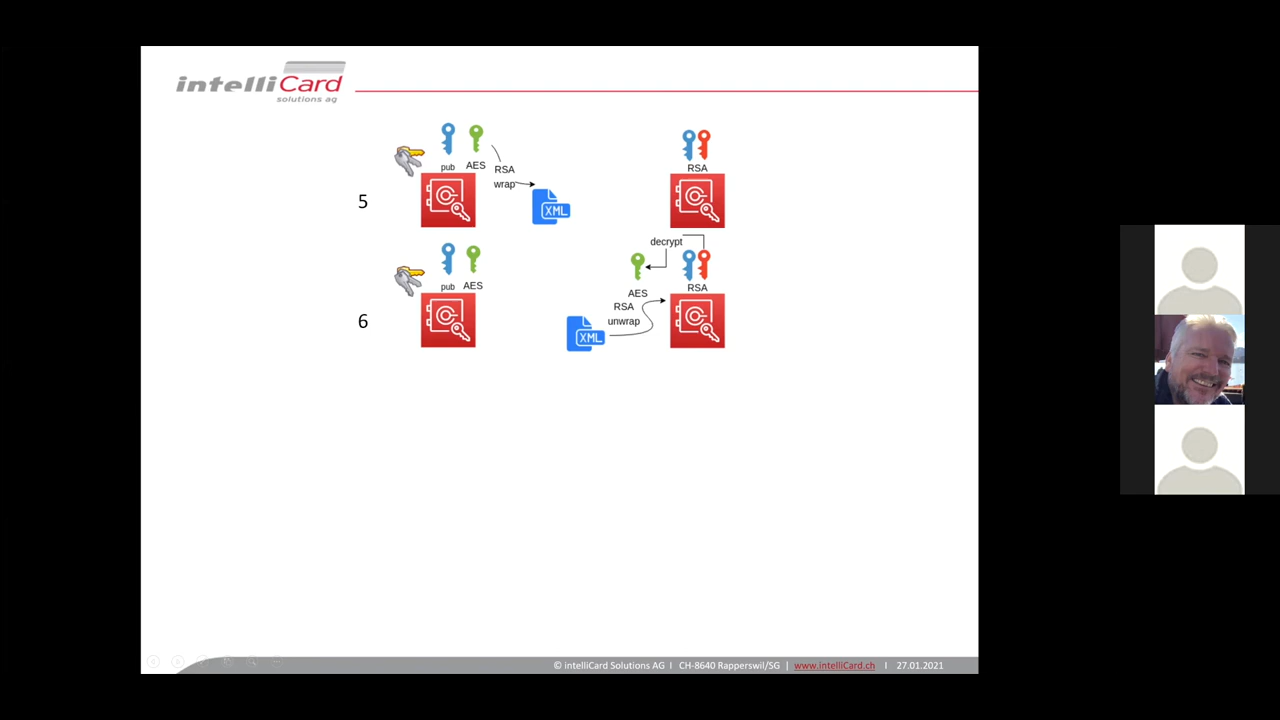 intelliCard
solutions ag
pub
AES
RSA
wrap
XML
RSA
5
decrypt
pub
AES
AES
RSA
RSA
unwrap
XML
6
© intelliCard Solutions AG I CH-8640 Rapperswil/SG | www.intelliCard.ch I 27.01.2021